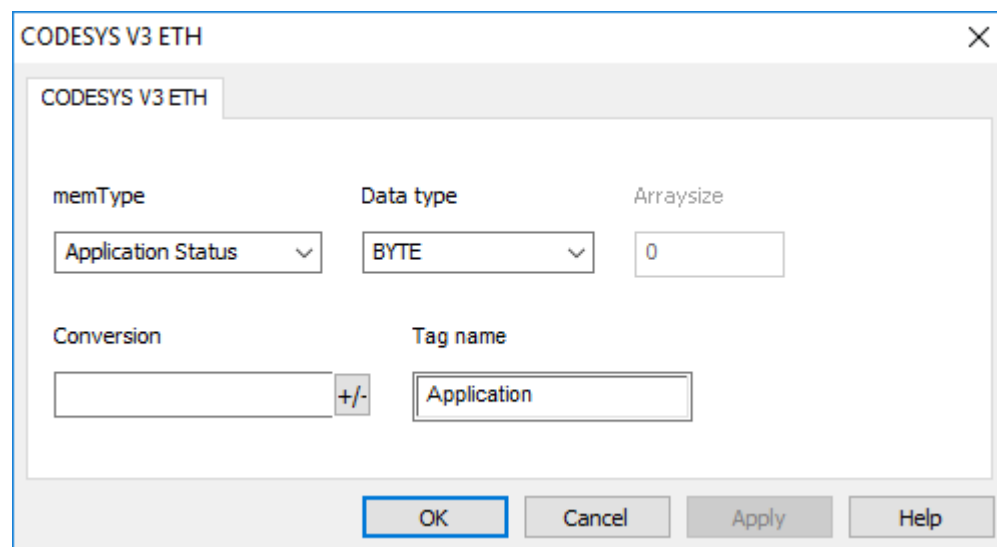 CODESYS V3 ETH
CODESYS V3 ETH
memType Data type Arraysize
Application Status BYTE 0
Conversion Tag name
+/- Application
OK Cancel Apply Help